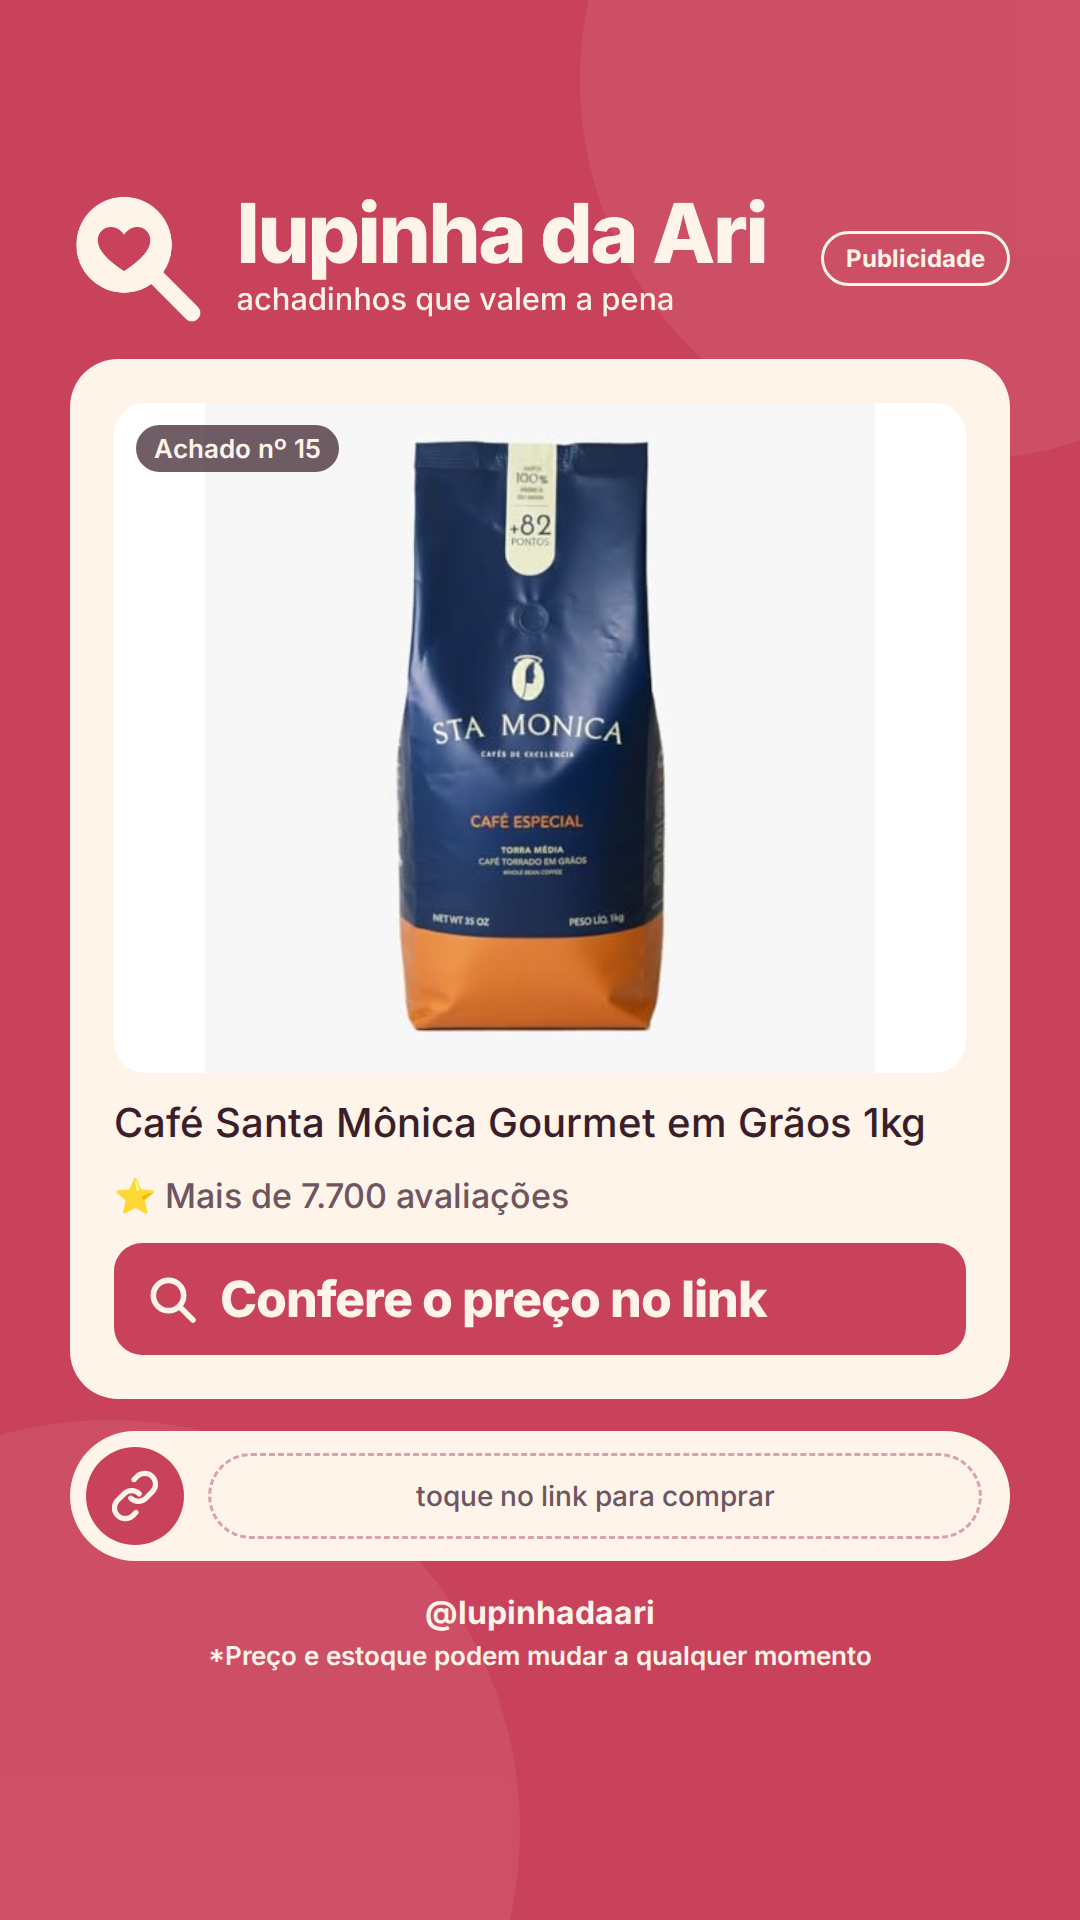 lupinha da Ari
achadinhos que valem a pena
Publicidade
Achado nº 15
100%
+82
PONTOS
STA MONICA
CAFÉS DE EXCELÊNCIA
CAFÉ ESPECIAL
TORRA MÉDIA
CAFÉ TORRADO EM GRÃOS
WHOLE BEAN COFFEE
NET WT 35 OZ
PESO LÍQ. 1kg
Café Santa Mônica Gourmet em Grãos 1kg
⭐ Mais de 7.700 avaliações
Confere o preço no link
toque no link para comprar
@lupinhadaari
*Preço e estoque podem mudar a qualquer momento